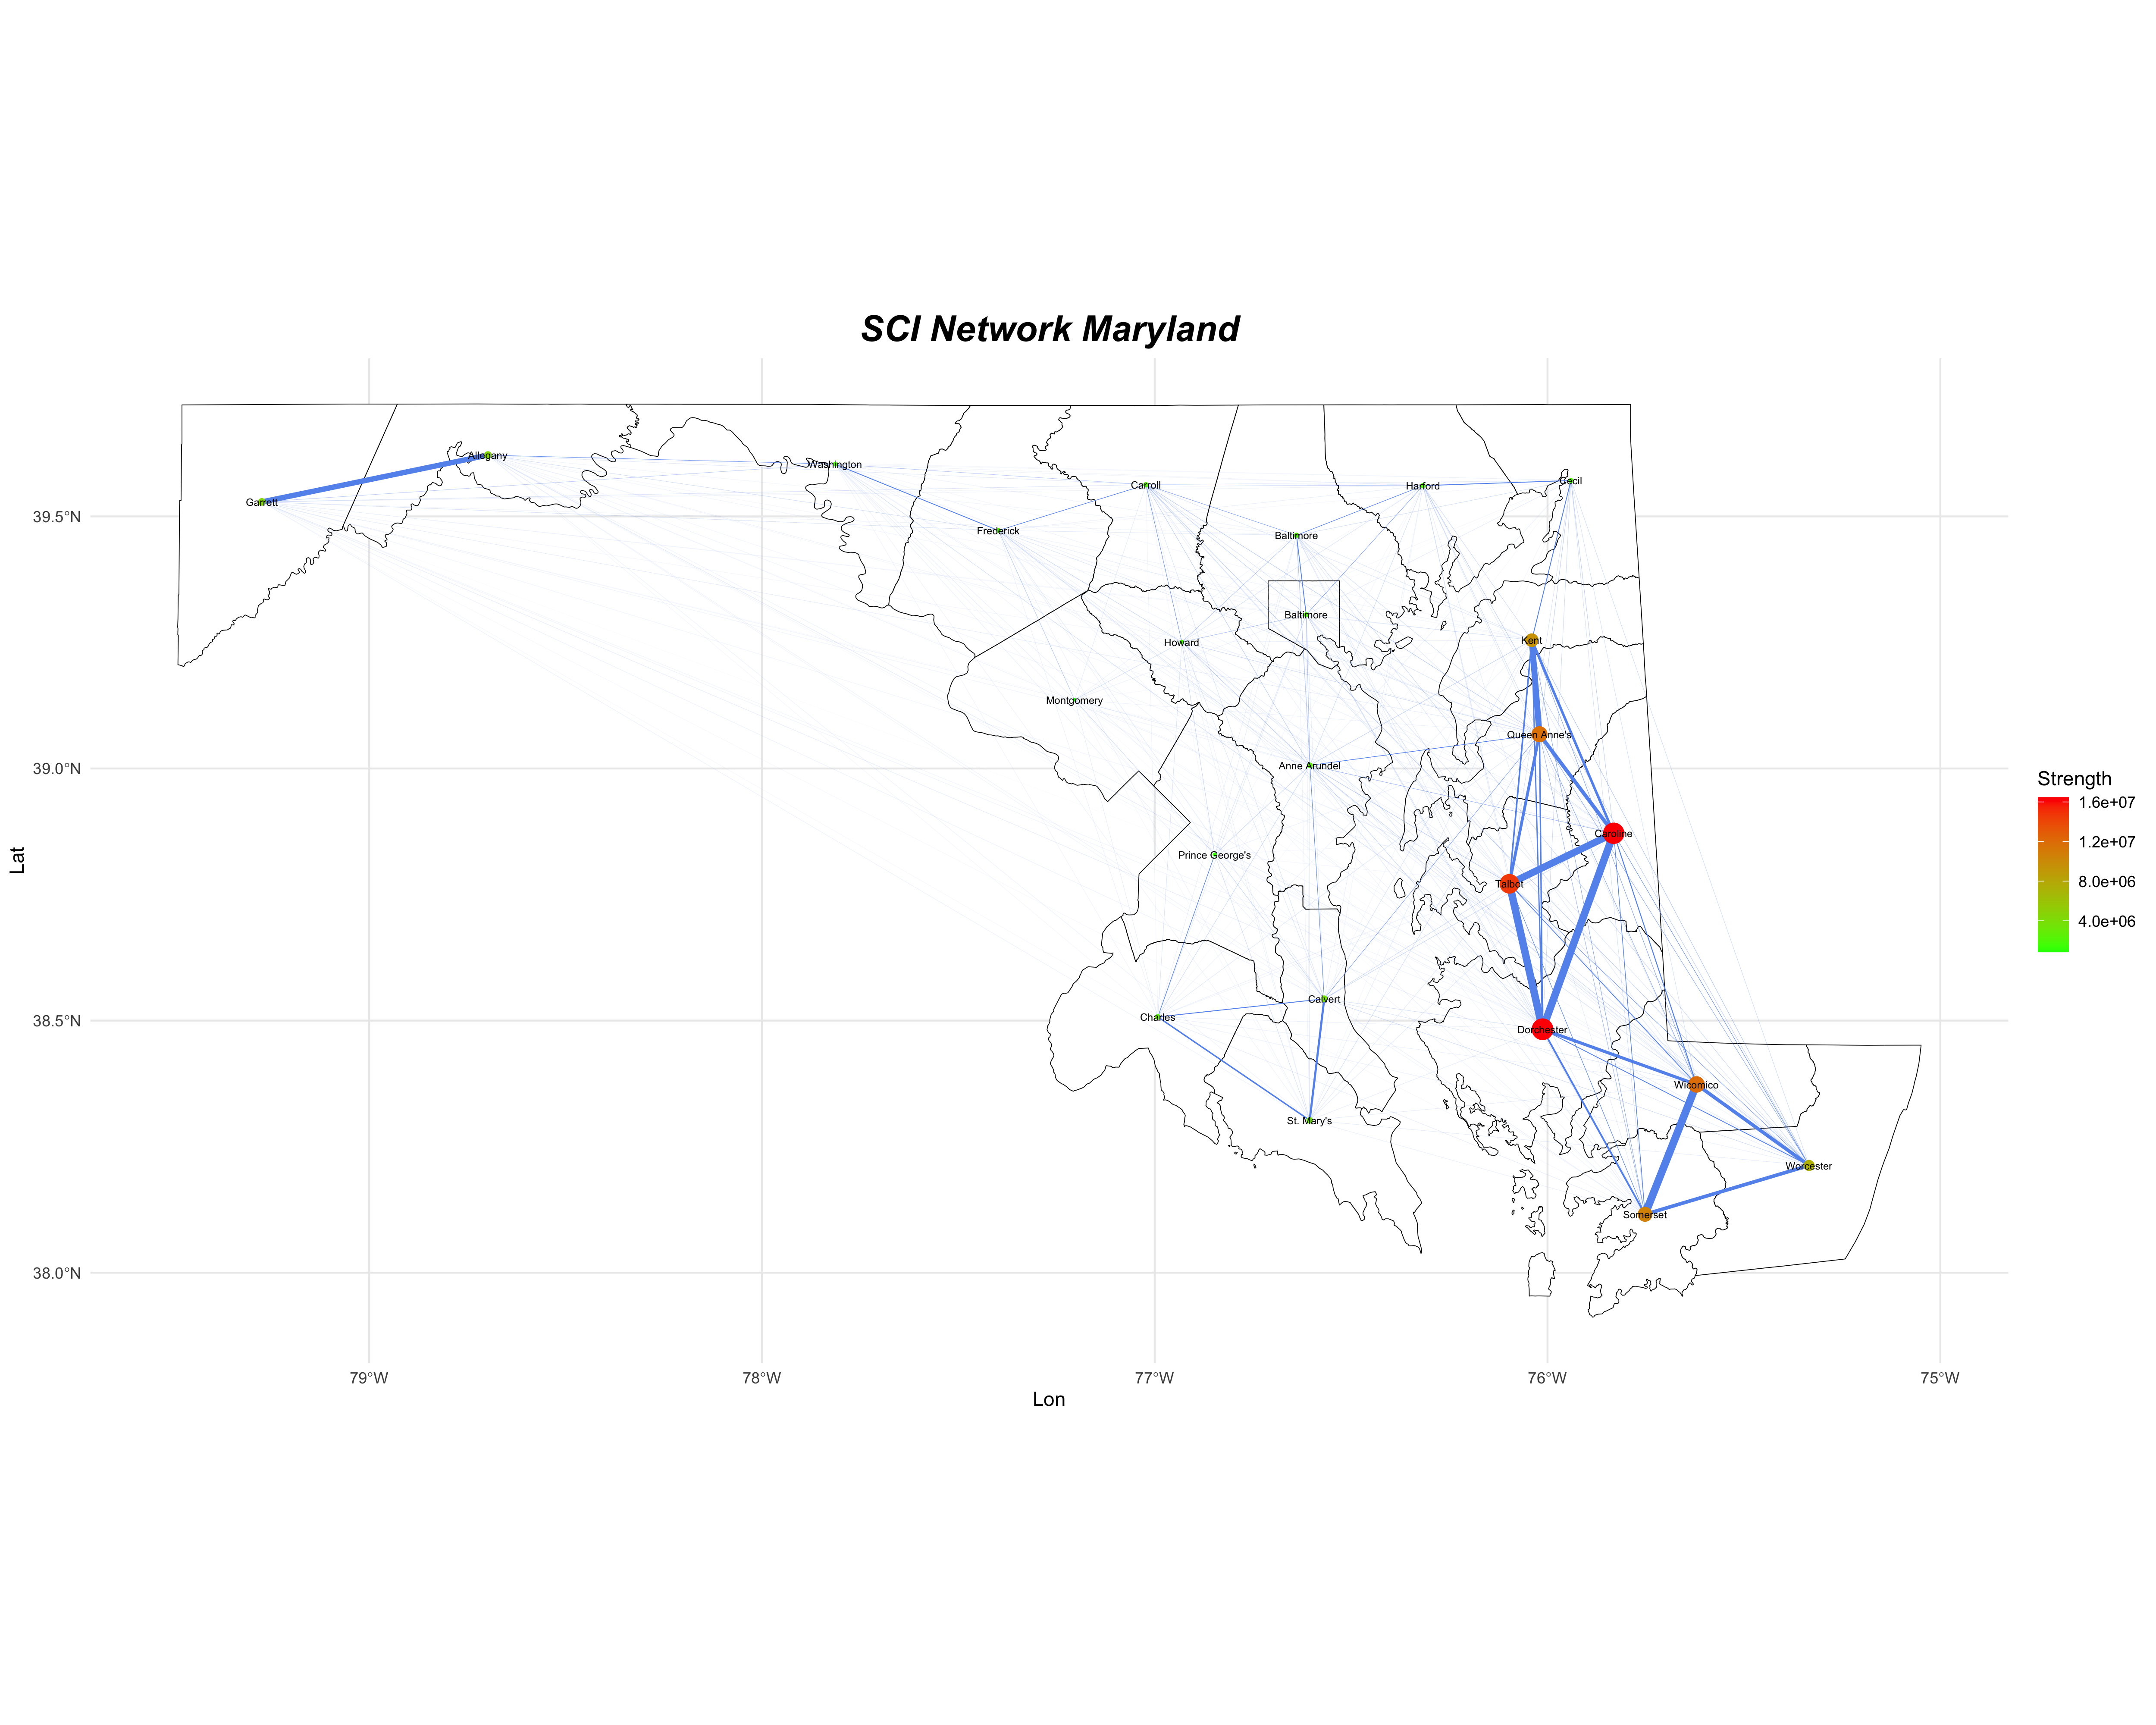 SCI Network Maryland
Allegany
Washington
Garrett
Carroll
Harford
Cecil
Frederick
Baltimore
Baltimore
Howard
Kent
Montgomery
Queen Anne's
Anne Arundel
Caroline
Prince George's
Talbot
Calvert
Charles
Dorchester
Wicomico
St. Mary's
Worcester
Somerset
39.5°N
39.0°N
38.5°N
38.0°N
Lat
79°W
78°W
77°W
76°W
75°W
Lon
Strength
1.6e+07
1.2e+07
8.0e+06
4.0e+06